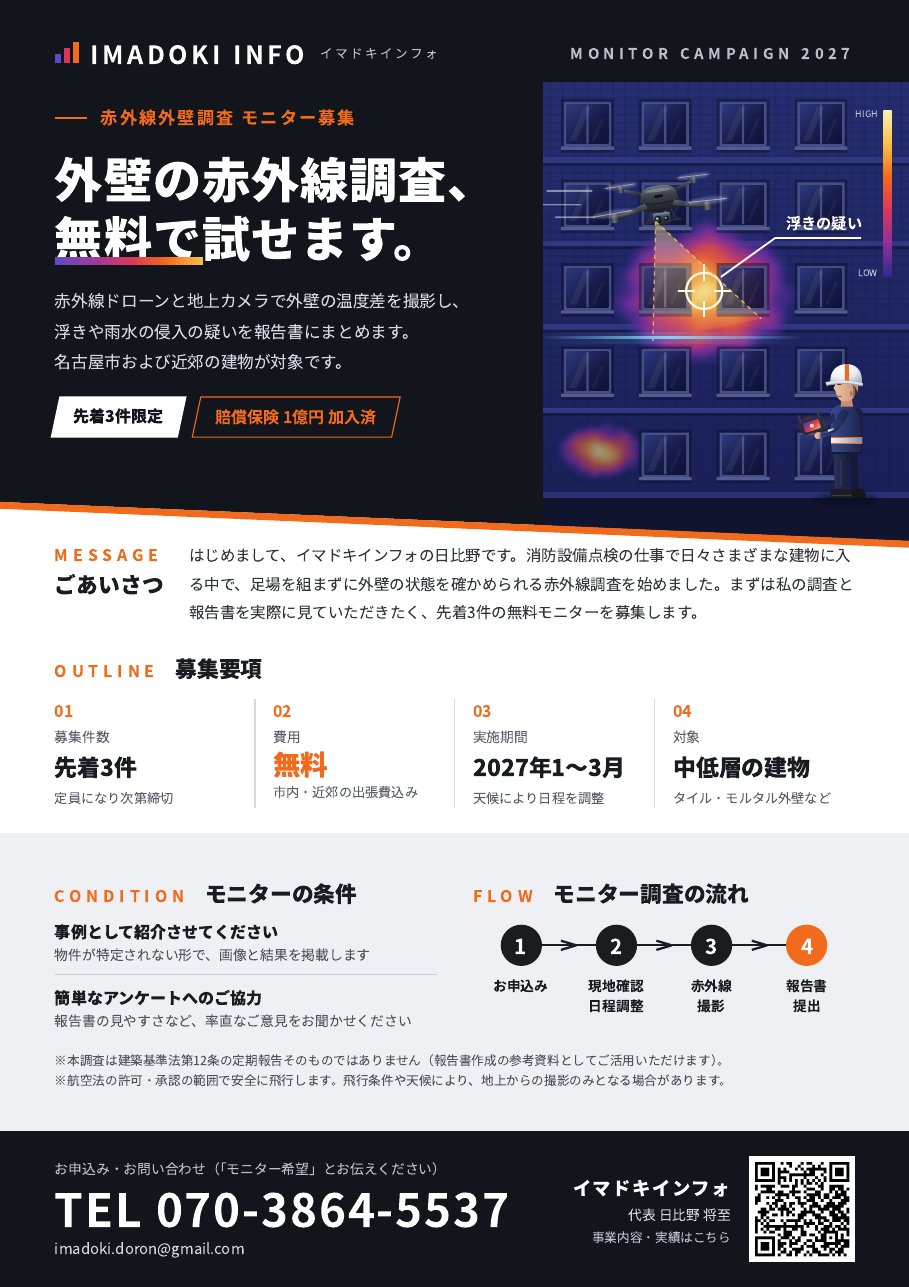 IMADOKI INFO イマドキインフォ
MONITOR CAMPAIGN 2027
赤外線外壁調査 モニター募集
外壁の赤外線調査、
無料で試せます。
赤外線ドローンと地上カメラで外壁の温度差を撮影し、
浮きや雨水の侵入の疑いを報告書にまとめます。
名古屋市および近郊の建物が対象です。
先着3件限定
賠償保険 1億円 加入済
HIGH
浮きの疑い
LOW
MESSAGE
ごあいさつ
はじめまして、イマドキインフォの日比野です。消防設備点検の仕事で日々さまざまな建物に入
る中で、足場を組まずに外壁の状態を確かめられる赤外線調査を始めました。まずは私の調査と
報告書を実際に見ていただきたく、先着3件の無料モニターを募集します。
OUTLINE 募集要項
01
募集件数
先着3件
定員になり次第締切
02
費用
無料
市内・近郊の出張費込み
03
実施期間
2027年1〜3月
天候により日程を調整
04
対象
中低層の建物
タイル・モルタル外壁など
CONDITION モニターの条件
事例として紹介させてください
物件が特定されない形で、画像と結果を掲載します
簡単なアンケートへのご協力
報告書の見やすさなど、率直なご意見をお聞かせください
FLOW モニター調査の流れ
1
お申込み
2
現地確認
日程調整
3
赤外線
撮影
4
報告書
提出
※本調査は建築基準法第12条の定期報告そのものではありません（報告書作成の参考資料としてご活用いただけます）。
※航空法の許可・承認の範囲で安全に飛行します。飛行条件や天候により、地上からの撮影のみとなる場合があります。
お申込み・お問い合わせ（「モニター希望」とお伝えください）
TEL 070-3864-5537
imadoki.doron@gmail.com
イマドキインフォ
代表 日比野 将至
事業内容・実績はこちら